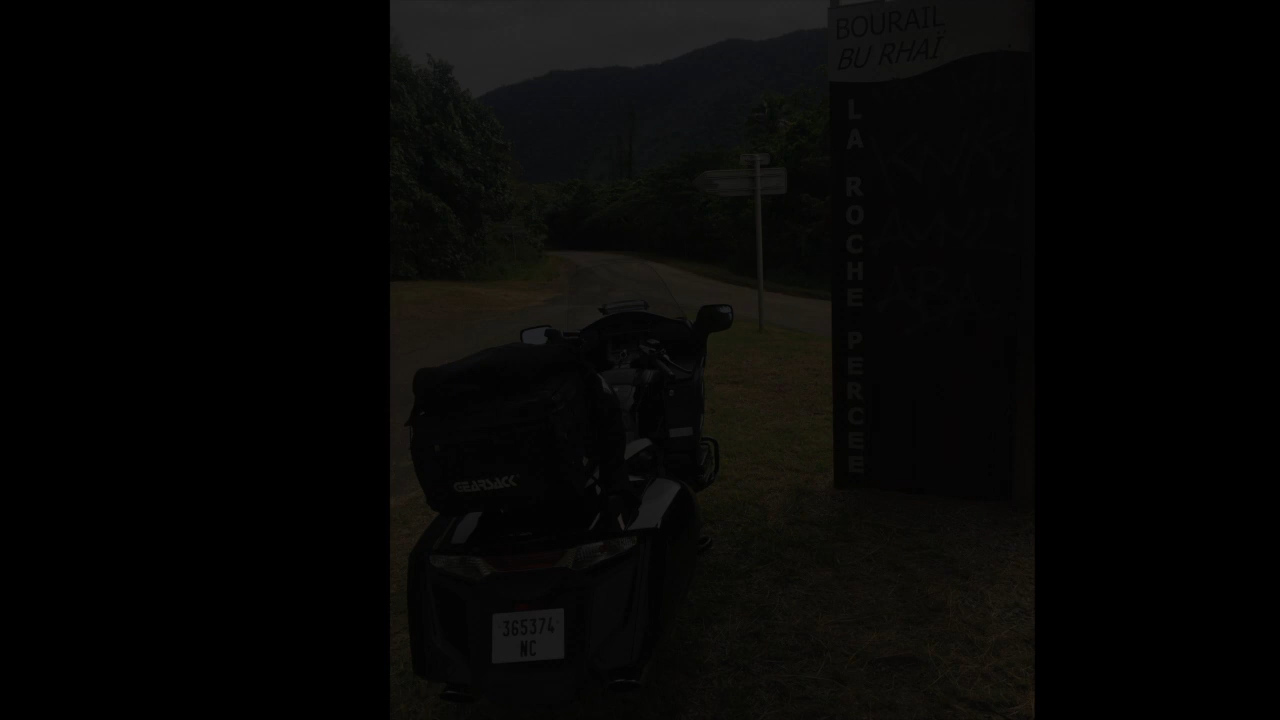 BOURAIL
BU RHAÏ
LA ROCHE PERCEE
GEARSACK
365374
NC